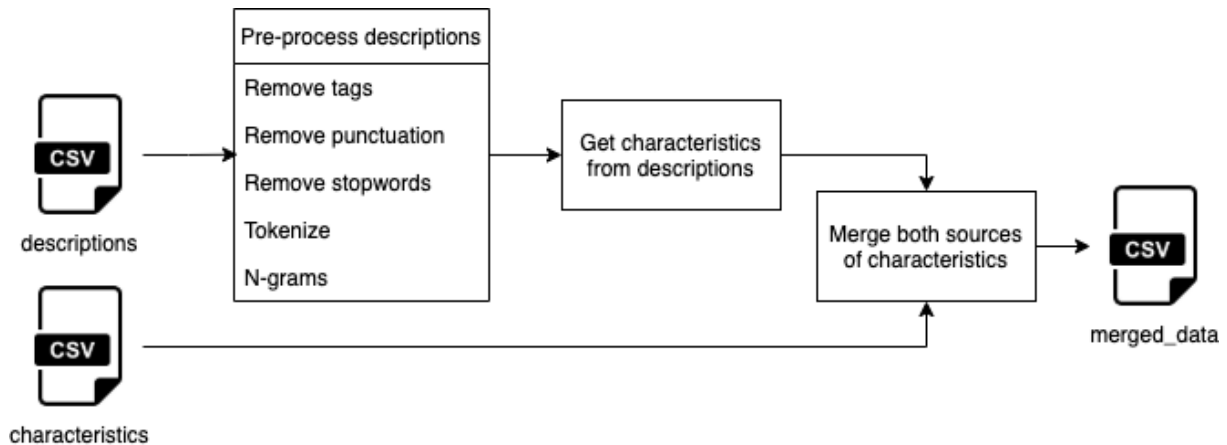 Pre-process descriptions
Remove tags
Remove punctuation
Remove stopwords
Tokenize
N-grams
CSV
descriptions
Get characteristics
from descriptions
Merge both sources
of characteristics
CSV
merged_data
CSV
characteristics